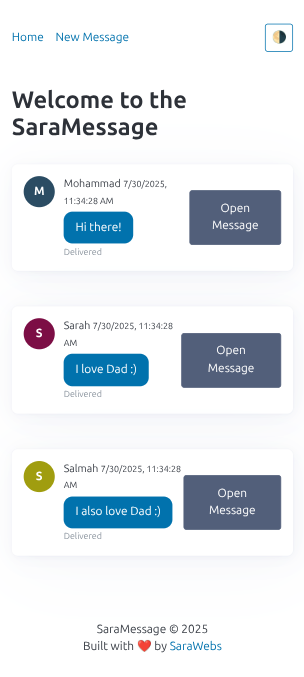 Home New Message
Welcome to the
SaraMessage
M
Mohammad 7/30/2025,
11:34:28 AM
Hi there!
Delivered
Open
Message
S
Sarah 7/30/2025, 11:34:28
AM
I love Dad :)
Delivered
Open
Message
S
Salmah 7/30/2025, 11:34:28
AM
I also love Dad :)
Delivered
Open
Message
SaraMessage © 2025
Built with ❤️ by SaraWebs